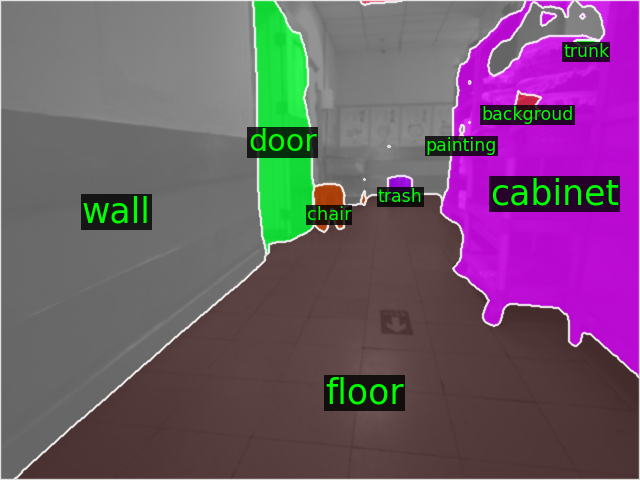 trunk
backgroud
door
painting
cabinet
wall
chair
trash
floor